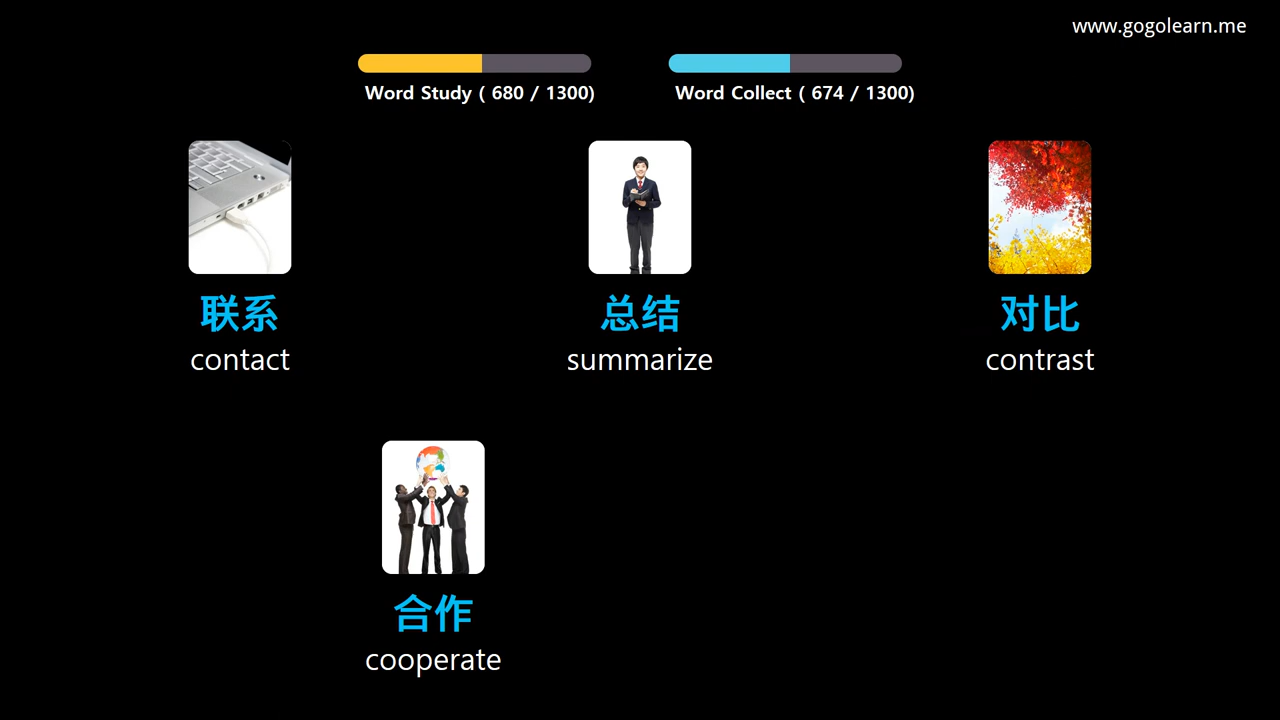 www.gogolearn.me
Word Study ( 680 / 1300)
Word Collect ( 674 / 1300)
联系
contact
总结
summarize
对比
contrast
合作
cooperate